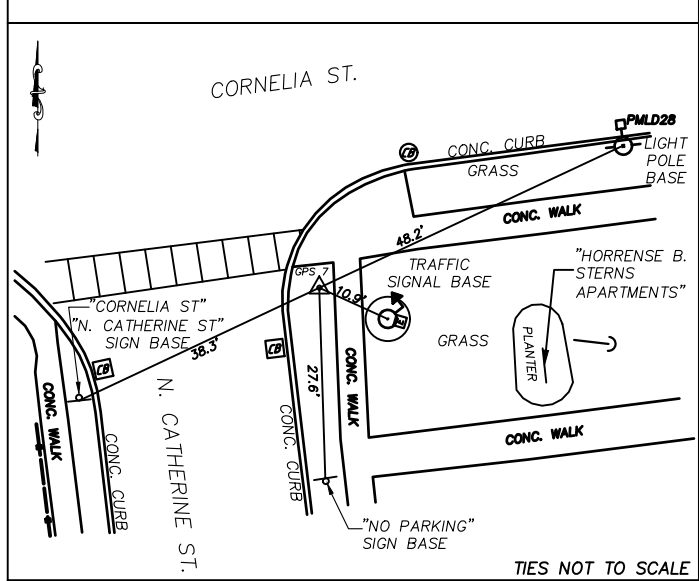 CORNELIA ST.
PMLD28
CB
CONC. CURB
LIGHT
POLE
BASE
GRASS
CONC. WALK
48.2'
"HORRENSE B.
STERNS
APARTMENTS"
TRAFFIC
SIGNAL BASE
GPS 7
10.9'
"CORNELIA ST"
"N. CATHERINE ST"
SIGN BASE
38.3'
CB
CB
GRASS
PLANTER
27.6'
CONC. WALK
CONC. WALK
CONC. WALK
N. CATHERINE ST.
CONC. CURB
CONC. CURB
"NO PARKING"
SIGN BASE
TIES NOT TO SCALE